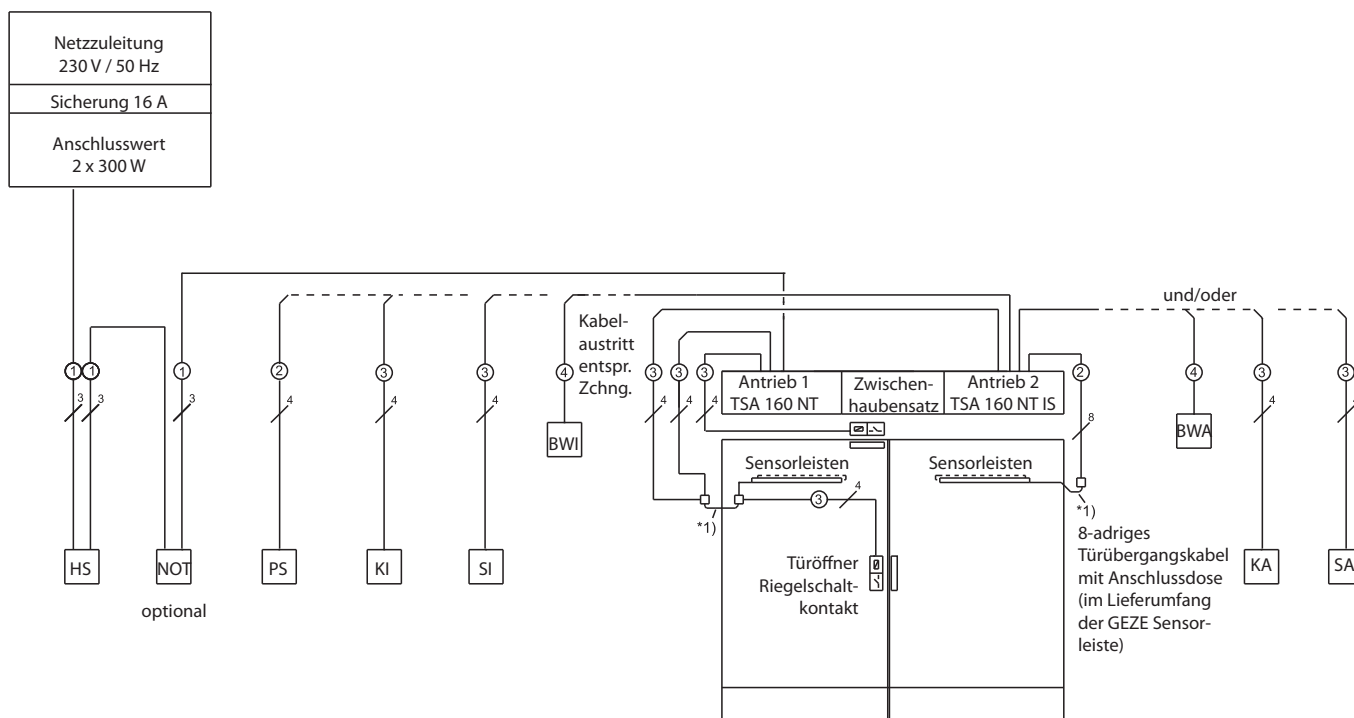 Netzzuleitung
230 V / 50 Hz
Sicherung 16 A
Anschlusswert
2 x 300 W
und/oder
Kabel-
austritt
entspr.
Zchng.
1
1
1
2
3
3
4
3
3
3
2
4
3
3
Antrieb 1
TSA 160 NT
Zwischen-
haubensatz
Antrieb 2
TSA 160 NT IS
3
3
3
4
4
4
4
4
4
8
4
BWI
BWA
Sensorleisten
Sensorleisten
3
4
*1)
*1)
HS
NOT
PS
KI
SI
Türöffner
Riegelschalt-
kontakt
8-adriges
Türübergangskabel
mit Anschlussdose
(im Lieferumfang
der GEZE Sensor-
leiste)
KA
SA
optional